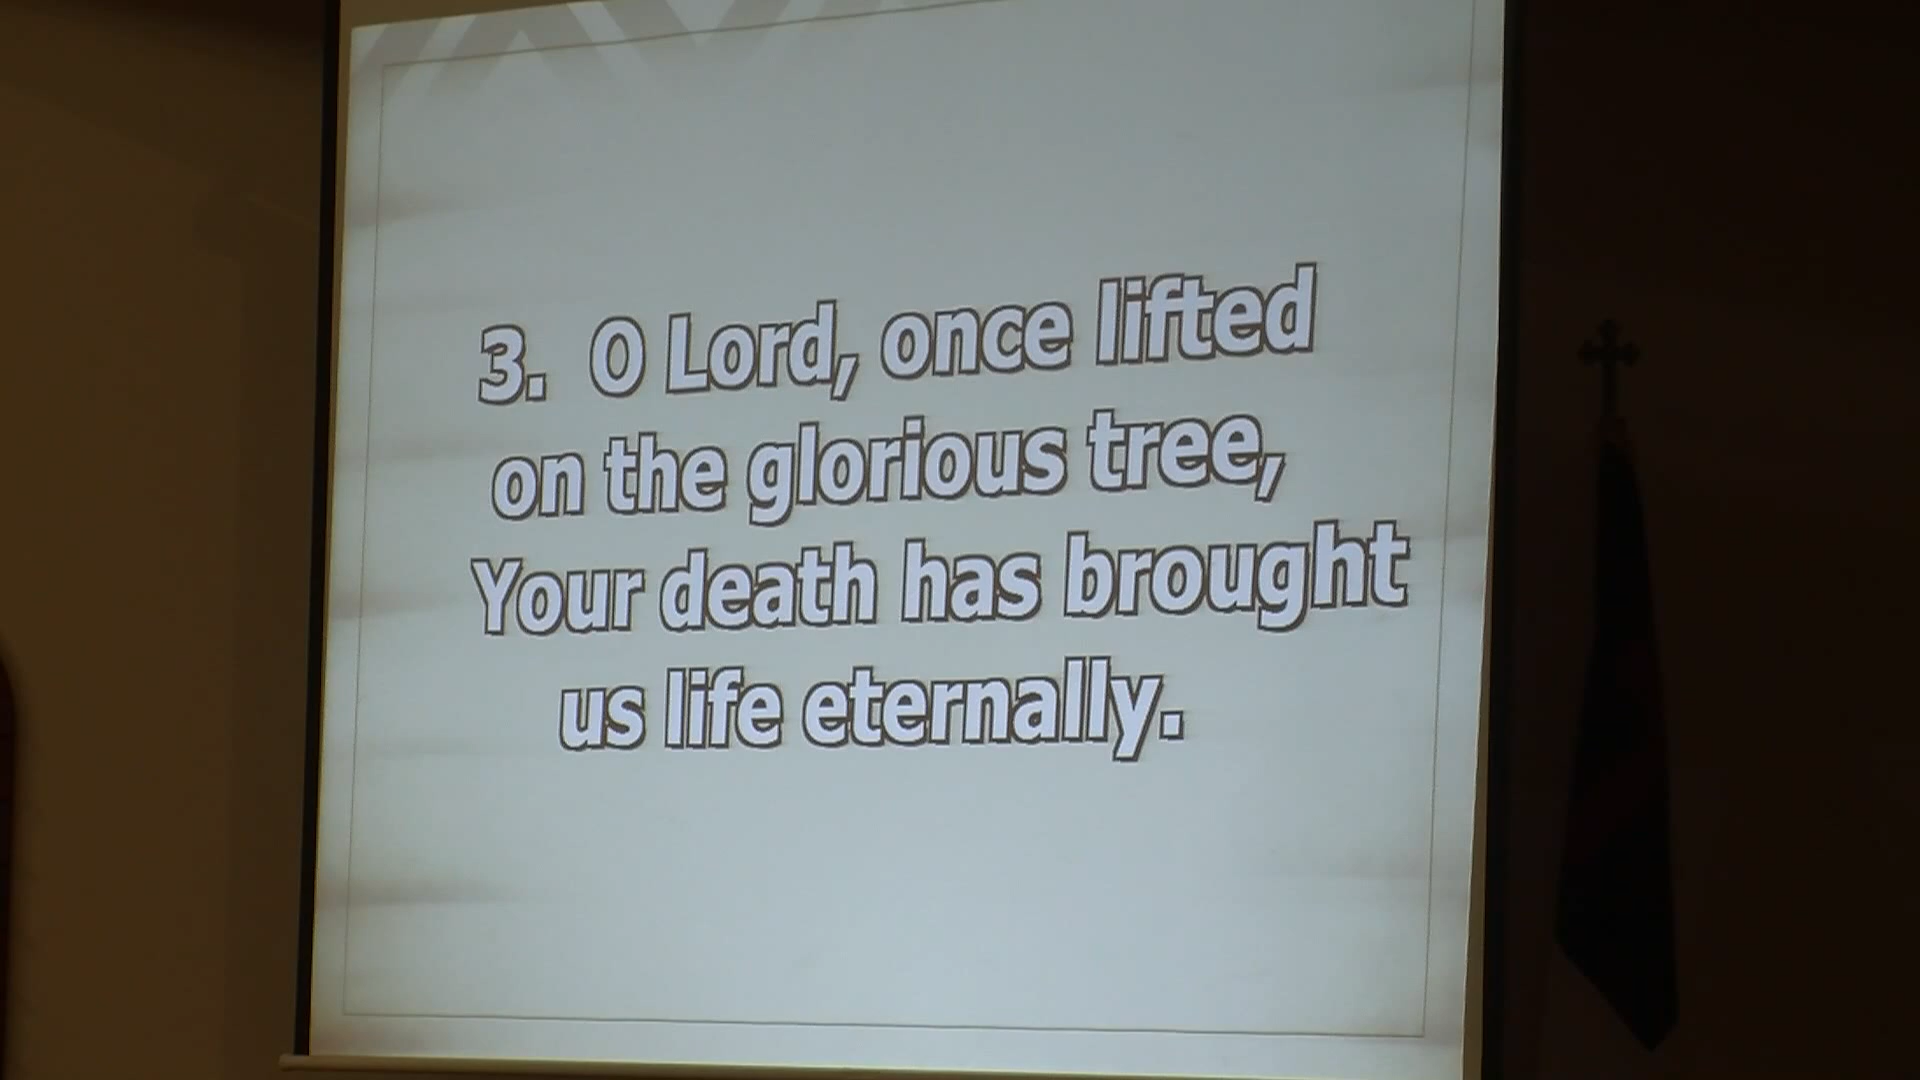 3. O Lord, once lifted
on the glorious tree,
Your death has brought
us life eternally.